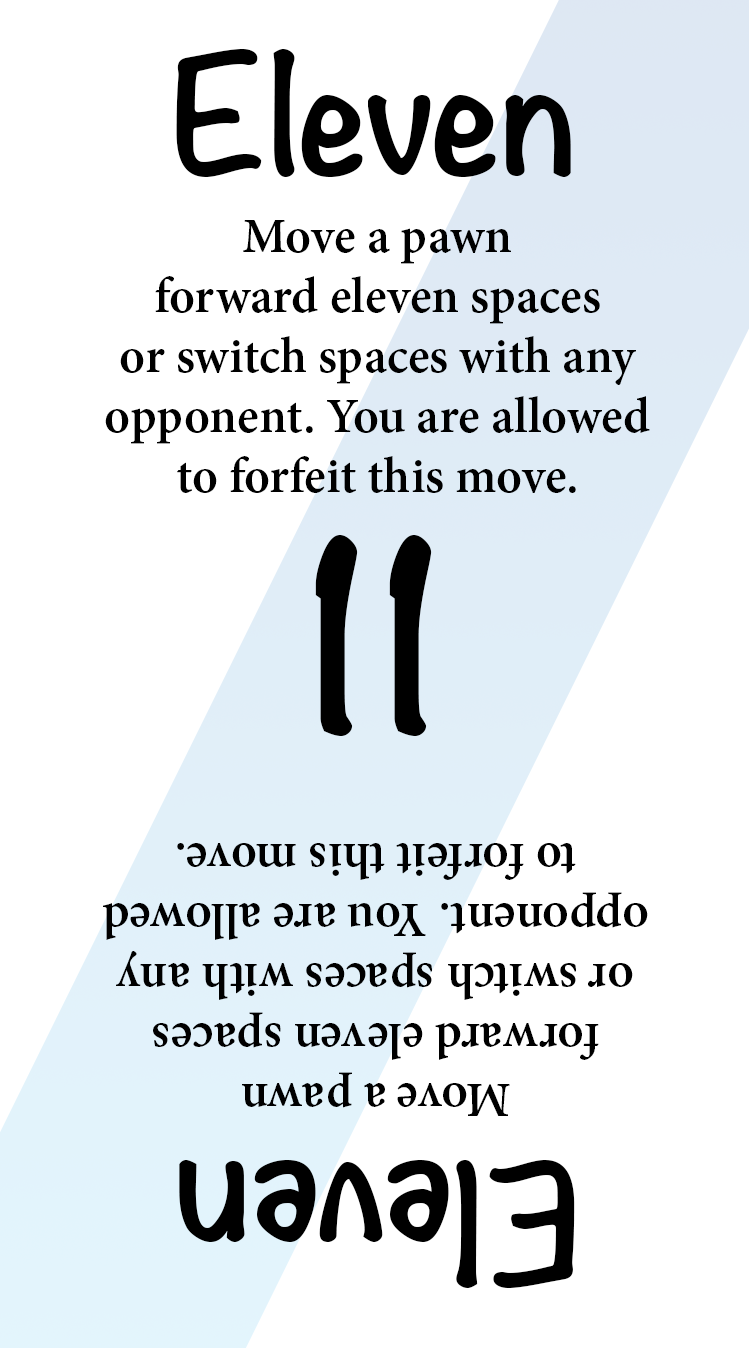 Eleven
Move a pawn
forward eleven spaces
or switch spaces with any
opponent. You are allowed
to forfeit this move.
11
Eleven
Move a pawn
forward eleven spaces
or switch spaces with any
opponent. You are allowed
to forfeit this move.